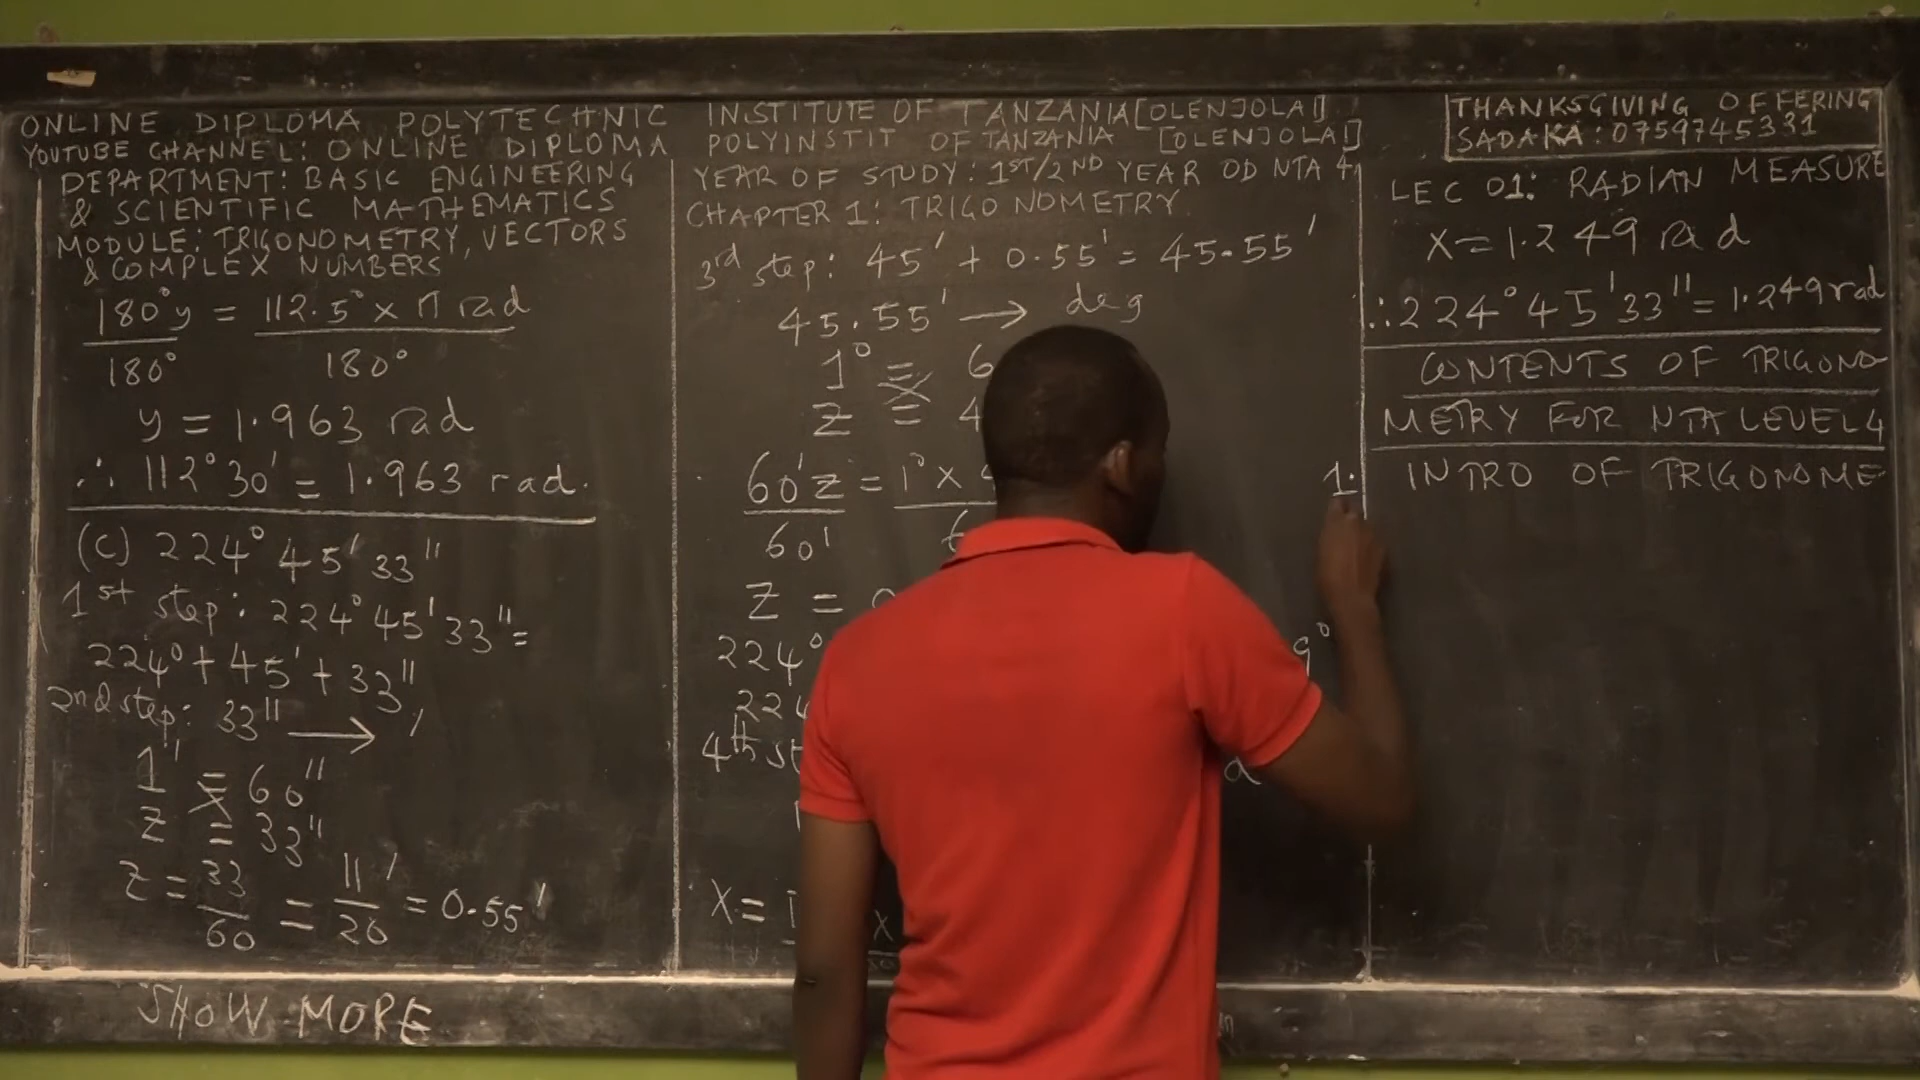 ONLINE DIPLOMA POLYTECHNIC INSTITUTE OF TANZANIA[OLENJOLAI]
YOUTUBE CHANNEL: ONLINE DIPLOMA POLYINSTIT OF TANZANIA [OLENJOLAI]
THANKSGIVING OFFERING
SADAKA: 0759745331
DEPARTMENT: BASIC ENGINEERING
& SCIENTIFIC MATHEMATICS
MODULE: TRIGONOMETRY, VECTORS
& COMPLEX NUMBERS
180°y = 112.5° x π rad
180° 180°
y = 1.963 rad
∴ 112°30' = 1.963 rad.
(C) 224° 45' 33"
1st step: 224° 45' 33" =
224° + 45' + 33"
2nd step: 33" → '
1' = 60"
z = 33"
z = 33/60 = 11/20' = 0.55'
SHOW MORE
YEAR OF STUDY: 1ST/2ND YEAR OD NTA 4
CHAPTER 1: TRIGONOMETRY
3rd step: 45' + 0.55' = 45.55'
45.55' → deg
1° = 6
z = 4
60'z = 1° x
60'
z = 0
224°
224
4th st
x =
LEC 01: RADIAN MEASURE
x = 1.249 rad
∴ 224° 45' 33" = 1.249 rad
CONTENTS OF TRIGONO
METRY FOR NTA LEVEL 4
1. INTRO OF TRIGONOME